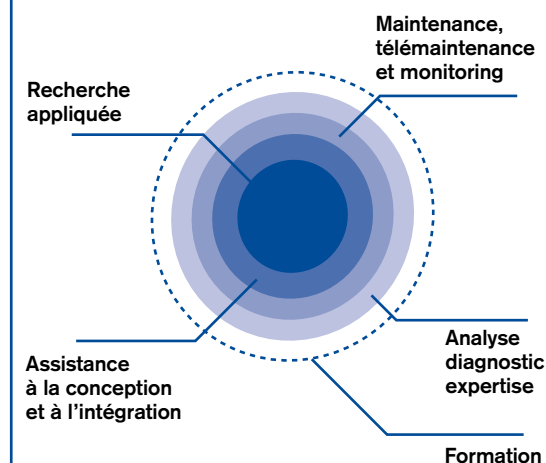 Maintenance,
télémaintenance
et monitoring
Recherche
appliquée
Assistance
à la conception
et à l'intégration
Analyse
diagnostic
expertise
Formation